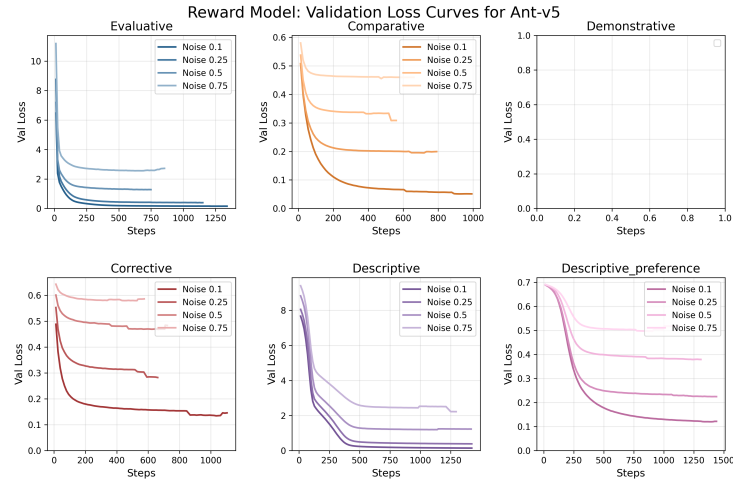 Reward Model: Validation Loss Curves for Ant-v5
Evaluative
Val Loss
10
8
6
4
2
0
0 250 500 750 1000 1250
Steps
Noise 0.1
Noise 0.25
Noise 0.5
Noise 0.75
Comparative
Val Loss
0.6
0.5
0.4
0.3
0.2
0.1
0.0
0 200 400 600 800 1000
Steps
Noise 0.1
Noise 0.25
Noise 0.5
Noise 0.75
Demonstrative
Val Loss
1.0
0.8
0.6
0.4
0.2
0.0
0.0 0.2 0.4 0.6 0.8 1.0
Steps
Corrective
Val Loss
0.6
0.5
0.4
0.3
0.2
0.1
0.0
0 200 400 600 800 1000
Steps
Noise 0.1
Noise 0.25
Noise 0.5
Noise 0.75
Descriptive
Val Loss
8
6
4
2
0
0 250 500 750 1000 1250
Steps
Noise 0.1
Noise 0.25
Noise 0.5
Noise 0.75
Descriptive_preference
Val Loss
0.7
0.6
0.5
0.4
0.3
0.2
0.1
0.0
0 250 500 750 1000 1250 1500
Steps
Noise 0.1
Noise 0.25
Noise 0.5
Noise 0.75